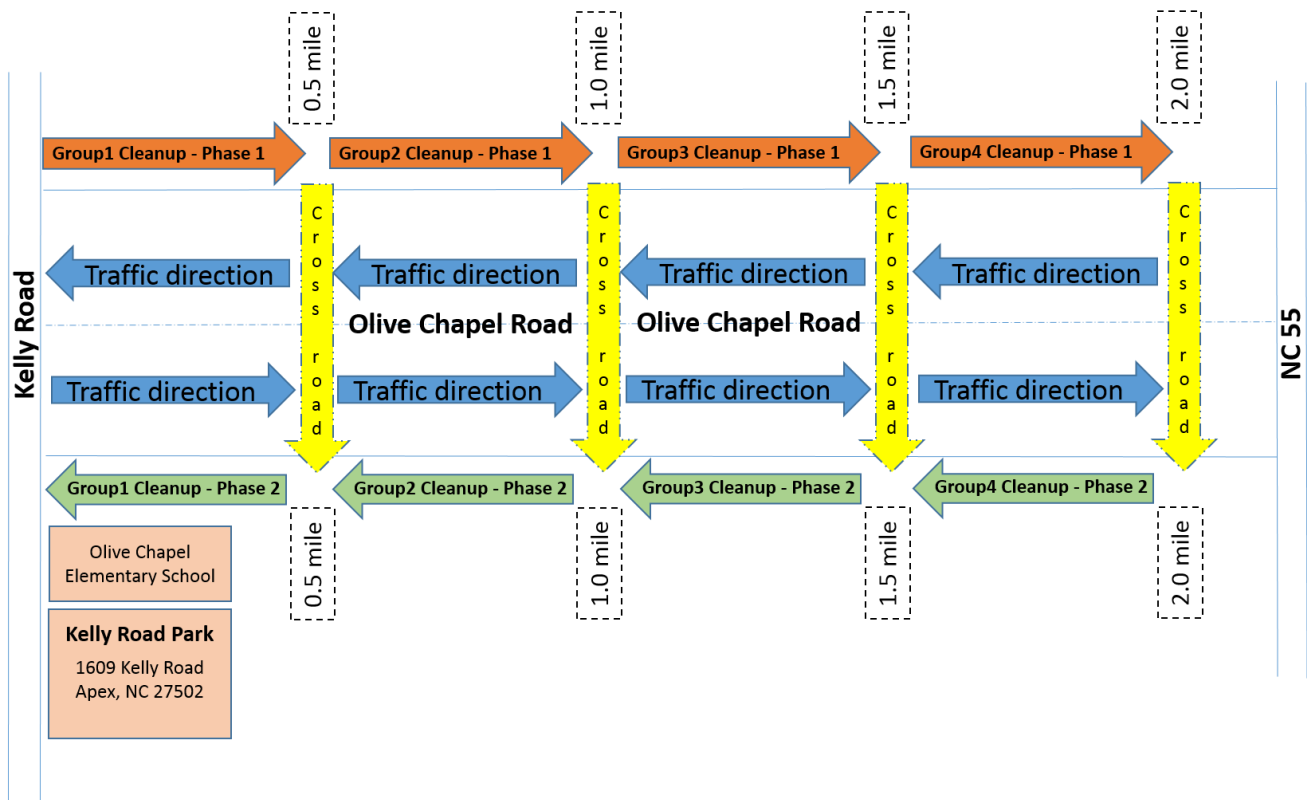 0.5 mile
1.0 mile
1.5 mile
2.0 mile
Group1 Cleanup - Phase 1
Group2 Cleanup - Phase 1
Group3 Cleanup - Phase 1
Group4 Cleanup - Phase 1
Cross road
Cross road
Cross road
Cross road
Traffic direction
Traffic direction
Traffic direction
Traffic direction
Kelly Road
Olive Chapel Road
Olive Chapel Road
NC 55
Traffic direction
Traffic direction
Traffic direction
Traffic direction
Group1 Cleanup - Phase 2
Group2 Cleanup - Phase 2
Group3 Cleanup - Phase 2
Group4 Cleanup - Phase 2
0.5 mile
1.0 mile
1.5 mile
2.0 mile
Olive Chapel
Elementary School
Kelly Road Park
1609 Kelly Road
Apex, NC 27502